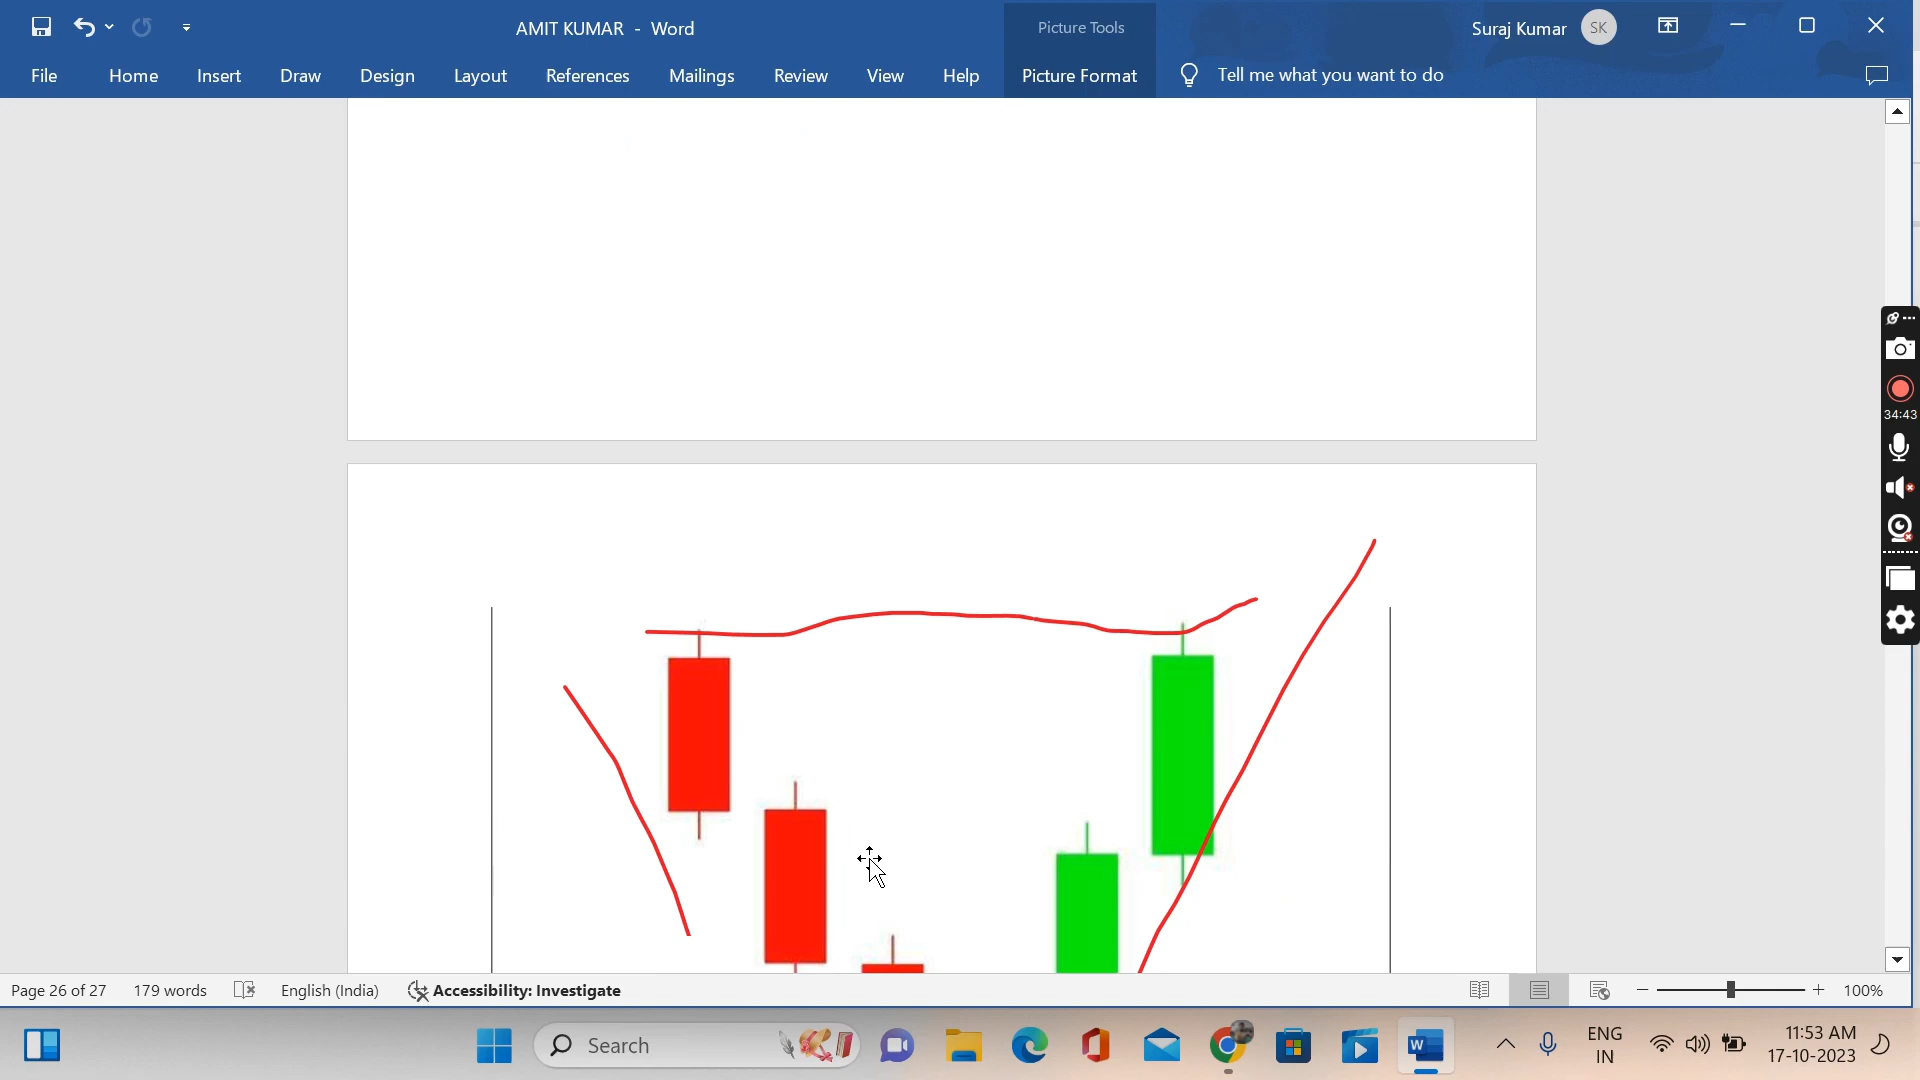 AMIT KUMAR - Word
Picture Tools
Suraj Kumar
SK
File
Home
Insert
Draw
Design
Layout
References
Mailings
Review
View
Help
Picture Format
Tell me what you want to do
34:43
Page 26 of 27
179 words
English (India)
Accessibility: Investigate
100%
Search
W
ENG
IN
11:53 AM
17-10-2023